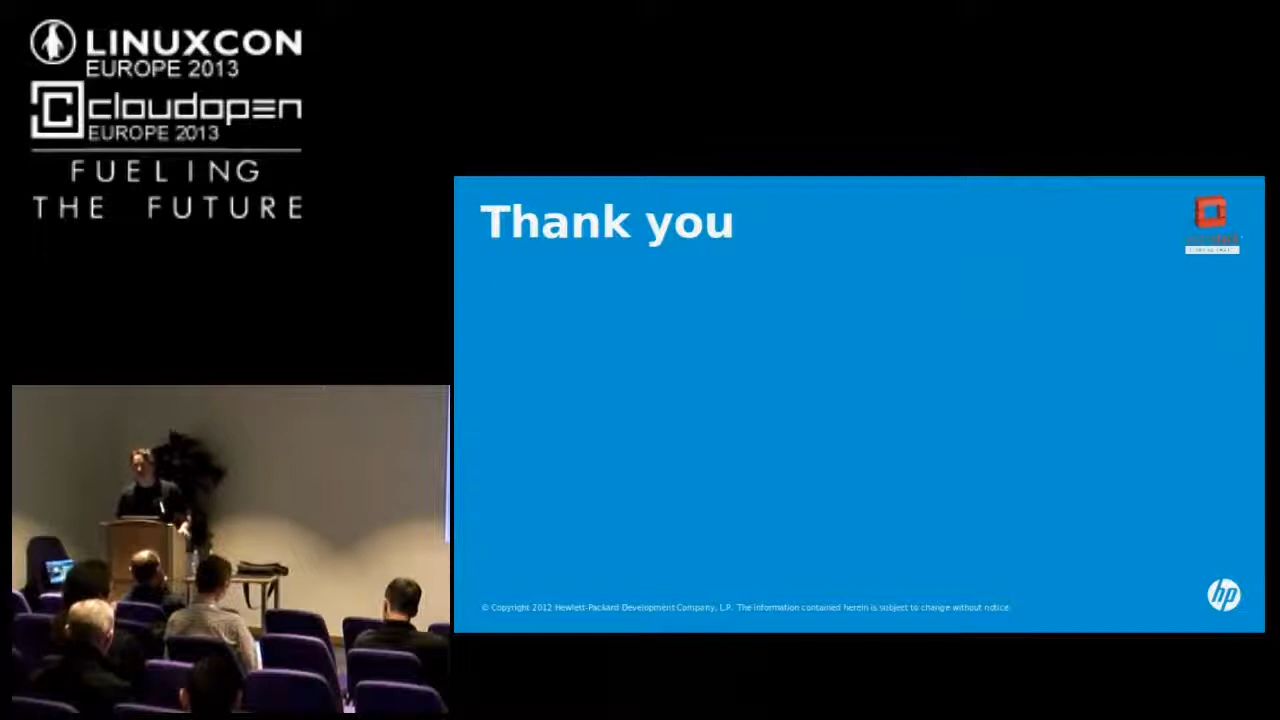 LINUXCON
EUROPE 2013
cloudopen
EUROPE 2013
FUELING
THE FUTURE
Thank you
© Copyright 2012 Hewlett-Packard Development Company, L.P. The information contained herein is subject to change without notice.
hp